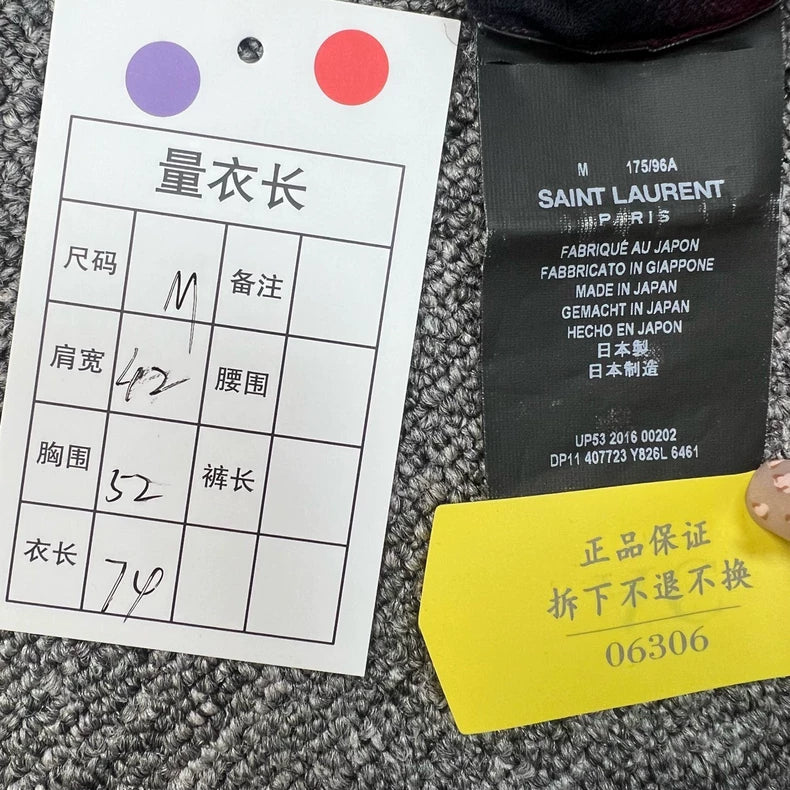 量衣长
尺码 M 备注
肩宽 42 腰围
胸围 52 裤长
衣长 74
M 175/96A
SAINT LAURENT
PARIS
FABRIQUÉ AU JAPON
FABBRICATO IN GIAPPONE
MADE IN JAPAN
GEMACHT IN JAPAN
HECHO EN JAPON
日本製
日本制造
UP53 2016 00202
DP11 407723 Y826L 6461
正品保证
拆下不退不换
06306